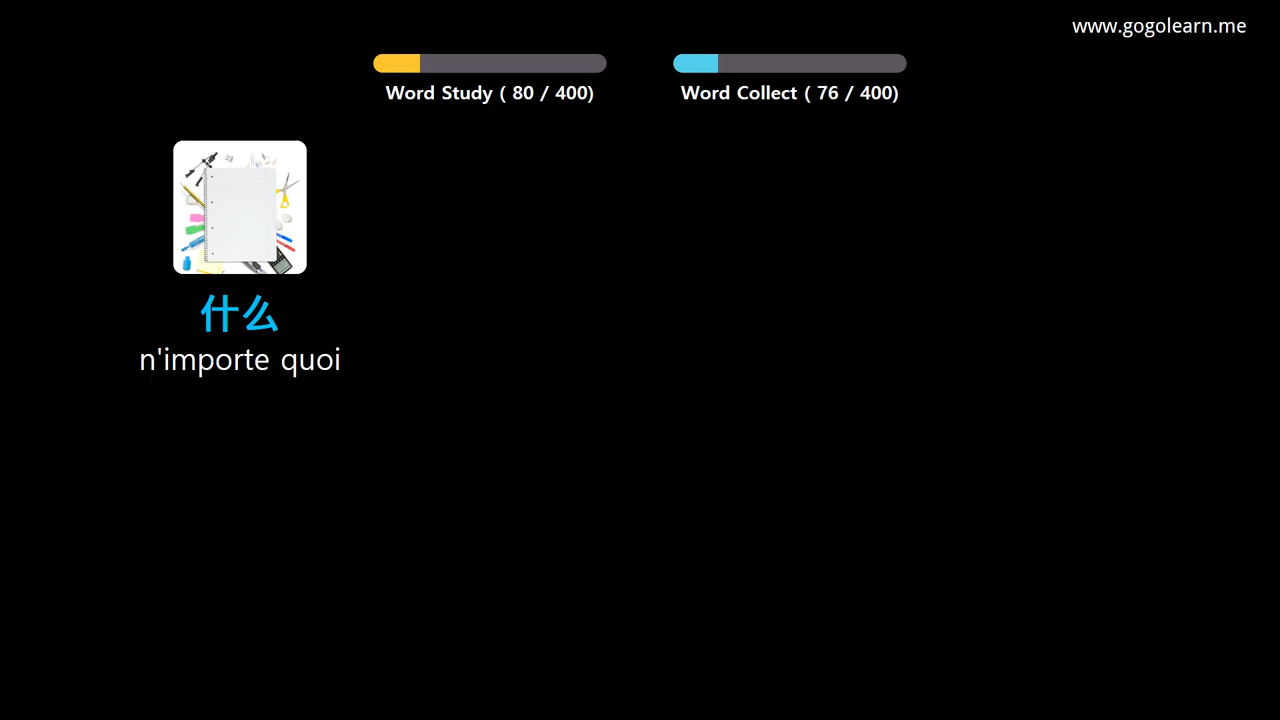 www.gogolearn.me
Word Study ( 80 / 400)
Word Collect ( 76 / 400)
什么
n'importe quoi